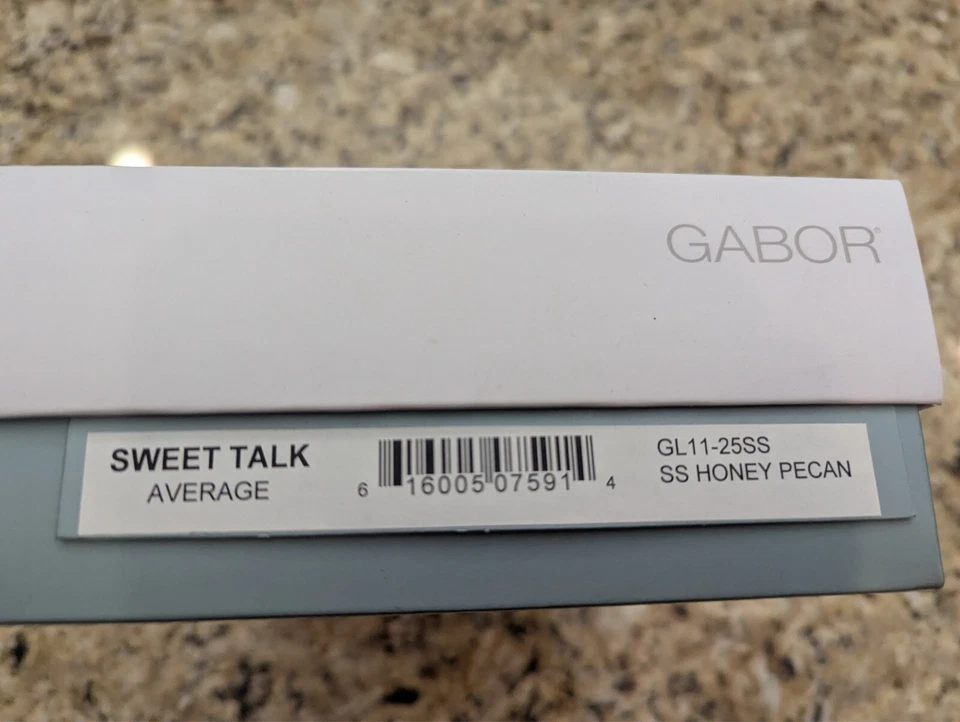 GABOR®
SWEET TALK
AVERAGE
6 16005 07591 4
GL11-25SS
SS HONEY PECAN